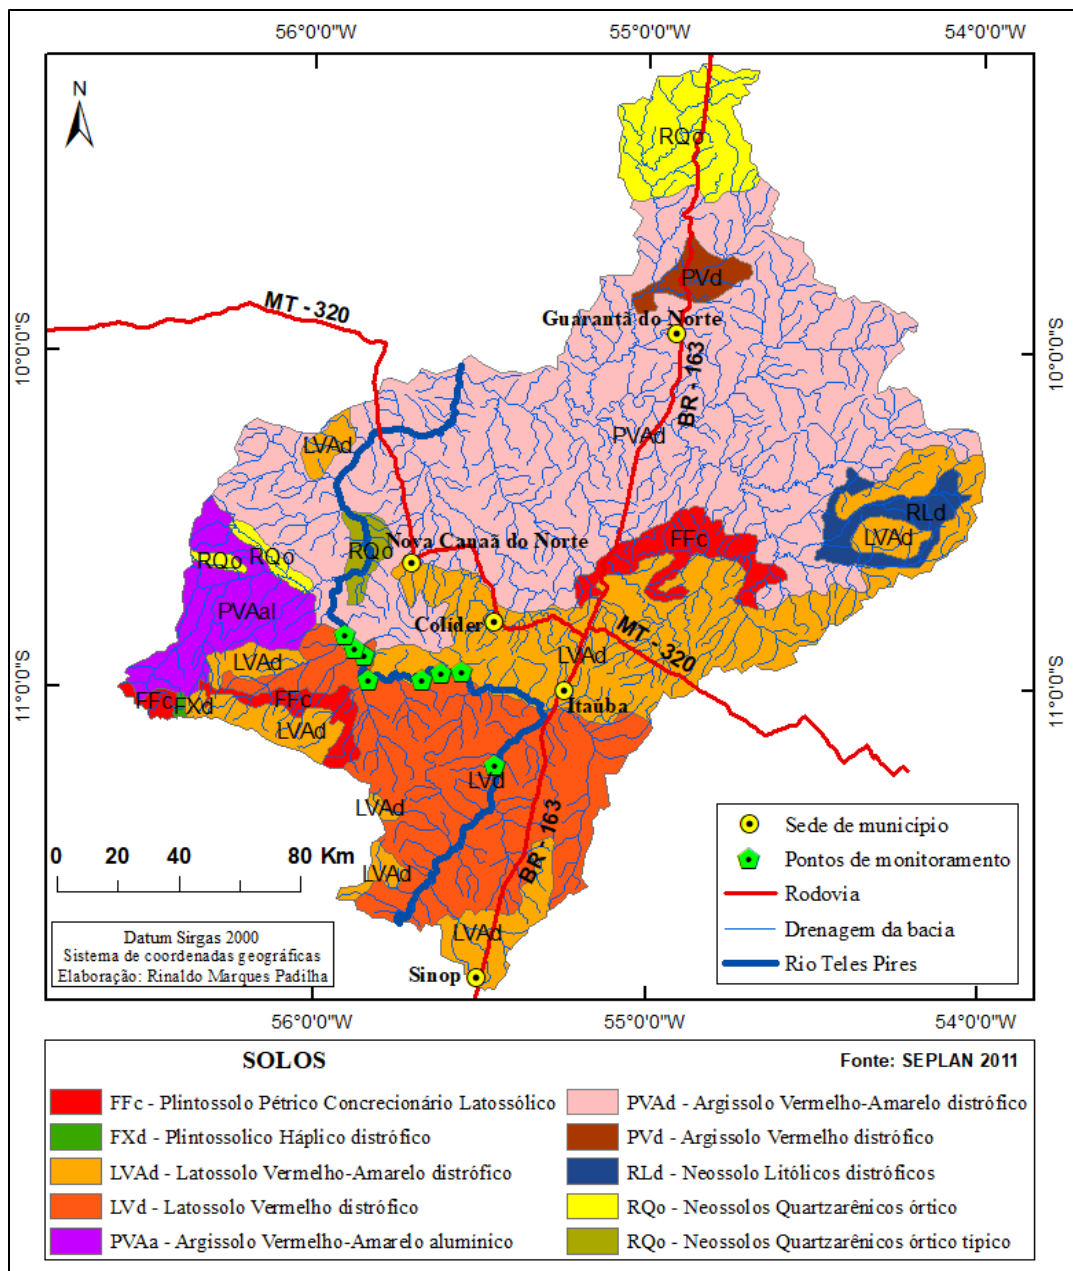 56°0'0"W
55°0'0"W
54°0'0"W
N
RQo
PVd
MT - 320
Guarantã do Norte
10°0'0"S
10°0'0"S
BR - 163
PVAd
LVAd
RLd
LVAd
FFc
RQo
Nova Canaã do Norte
RQo
RQo
PVAal
Colíder
MT - 320
LVAd
LVAd
11°0'0"S
11°0'0"S
FFc
FXd
FFc
Itaúba
LVAd
LVd
LVAd
BR - 163
0 20 40 80 Km
LVAd
LVAd
Sinop
Sede de município
Pontos de monitoramento
Rodovia
Drenagem da bacia
Rio Teles Pires
Datum Sirgas 2000
Sistema de coordenadas geográficas
Elaboração: Rinaldo Marques Padilha
56°0'0"W
55°0'0"W
54°0'0"W
SOLOS
Fonte: SEPLAN 2011
FFc - Plintossolo Pétrico Concrecionário Latossólico
FXd - Plintossolico Háplico distrófico
LVAd - Latossolo Vermelho-Amarelo distrófico
LVd - Latossolo Vermelho distrófico
PVAa - Argissolo Vermelho-Amarelo alumínico
PVAd - Argissolo Vermelho-Amarelo distrófico
PVd - Argissolo Vermelho distrófico
RLd - Neossolo Litólicos distróficos
RQo - Neossolos Quartzarênicos órtico
RQo - Neossolos Quartzarênicos órtico típico